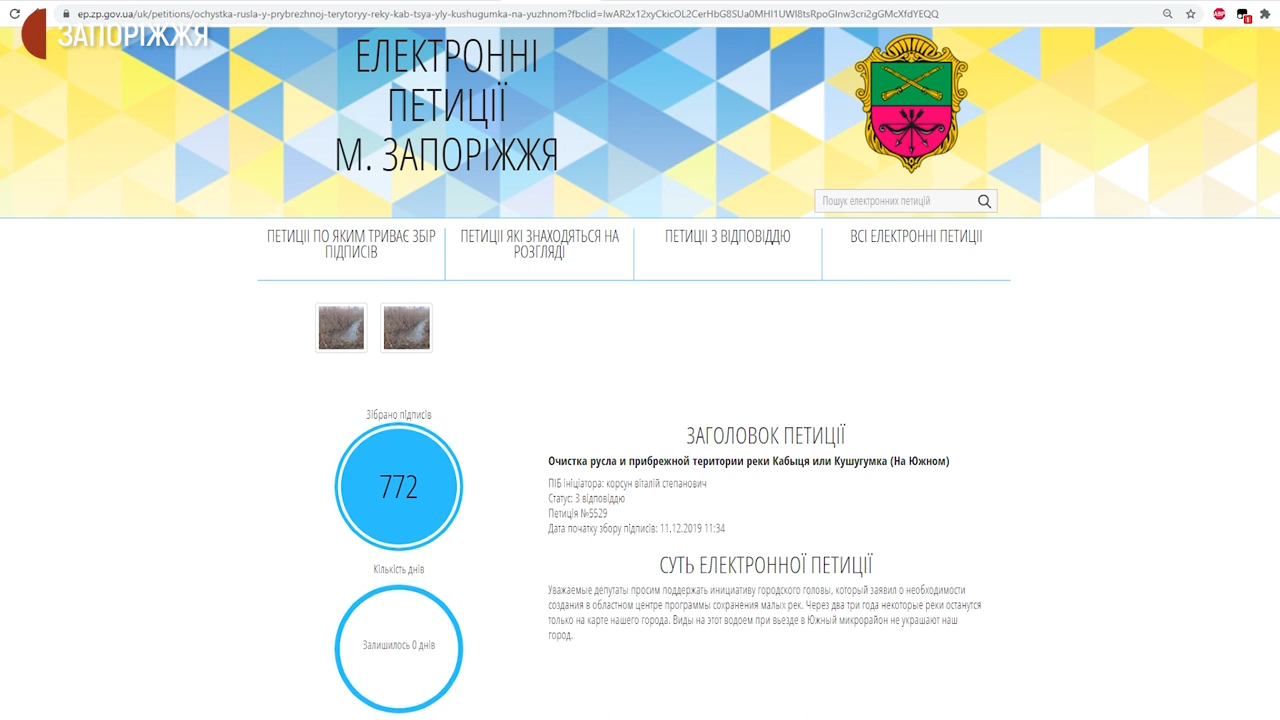 ep.zp.gov.ua/uk/petitions/ochystka-rusla-y-prybrezhnoj-terytoryy-reky-kab-tsya-yly-kushugumka-na-yuzhnom?fbclid=IwAR2x12xyCkicOL2CerHbG8SUa0MHI1UWI8tsRpoGInw3cri2gGMcXfdYEQQ
ABP
1
ЗАПОРІЖЖЯ
ЕЛЕКТРОННІ
ПЕТИЦІЇ
М. ЗАПОРІЖЖЯ
Пошук електронних петицій
ПЕТИЦІЇ ПО ЯКИМ ТРИВАЄ ЗБІР
ПІДПИСІВ
ПЕТИЦІЇ ЯКІ ЗНАХОДЯТЬСЯ НА
РОЗГЛЯДІ
ПЕТИЦІЇ З ВІДПОВІДДЮ
ВСІ ЕЛЕКТРОННІ ПЕТИЦІЇ
Зібрано підписів
772
Кількість днів
Залишилось 0 днів
ЗАГОЛОВОК ПЕТИЦІЇ
Очистка русла и прибрежной територии реки Кабыця или Кушугумка (На Южном)
ПІБ ініціатора: корсун віталій степанович
Статус: З відповіддю
Петиція №5529
Дата початку збору підписів: 11.12.2019 11:34
СУТЬ ЕЛЕКТРОННОЇ ПЕТИЦІЇ
Уважаемые депутаты просим поддержать инициативу городского головы, который заявил о необходимости
создания в областном центре программы сохранения малых рек. Через два три года некоторые реки останутся
только на карте нашего города. Виды на этот водоем при вьезде в Южный микрорайон не украшают наш
город.